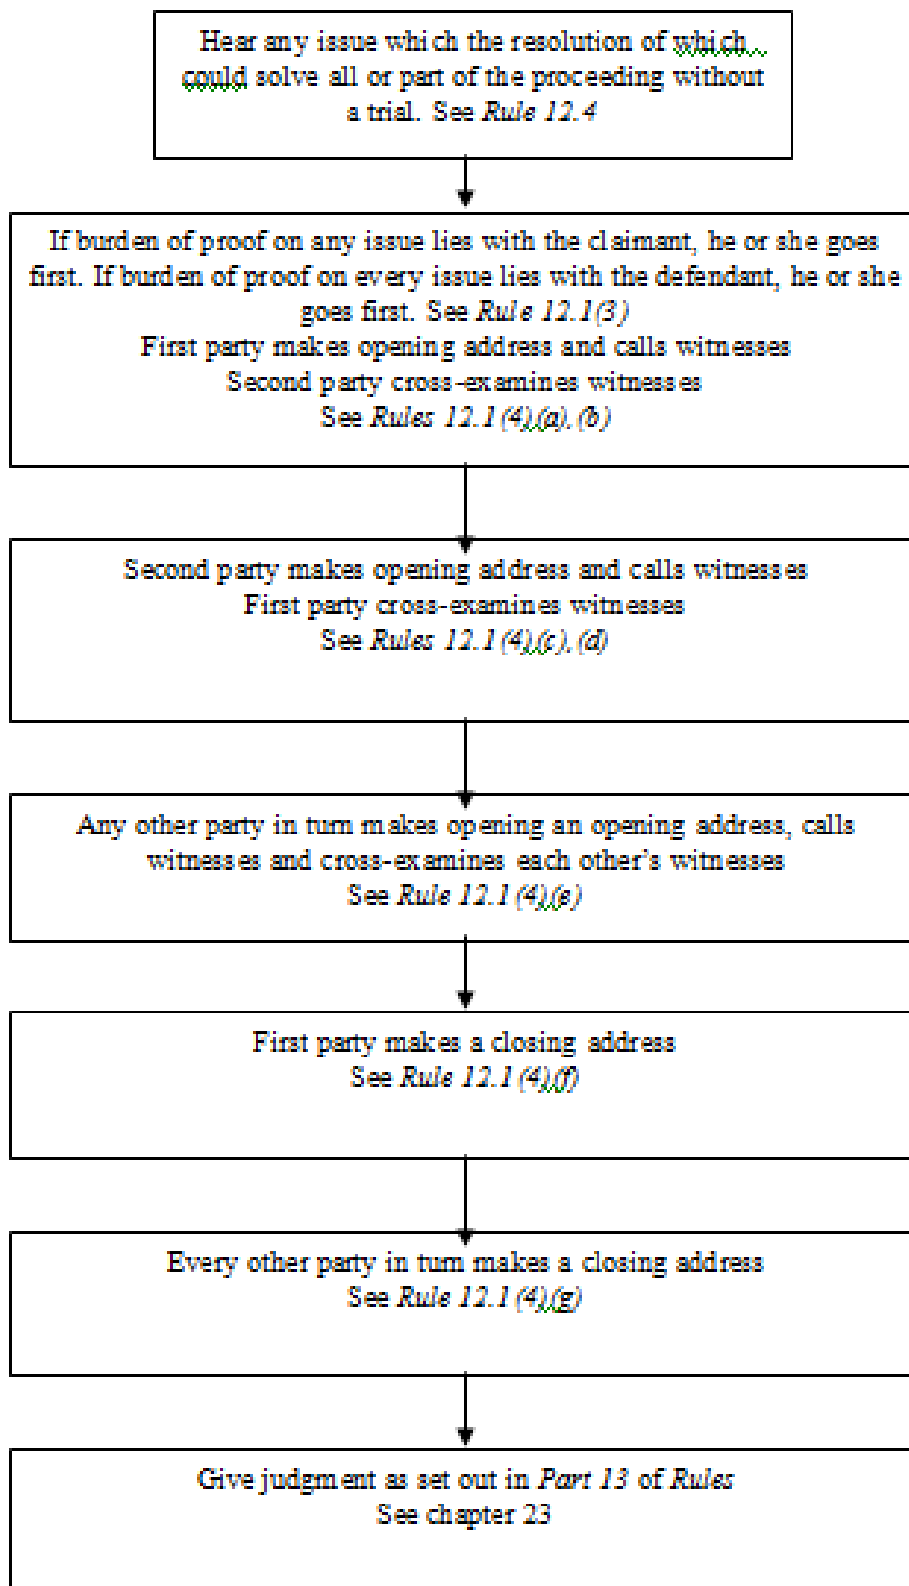 Hear any issue which the resolution of which
could solve all or part of the proceeding without
a trial. See Rule 12.4
If burden of proof on any issue lies with the claimant, he or she goes
first. If burden of proof on every issue lies with the defendant, he or she
goes first. See Rule 12.1(3)
First party makes opening address and calls witnesses
Second party cross-examines witnesses
See Rules 12.1(4)(a), (b)
Second party makes opening address and calls witnesses
First party cross-examines witnesses
See Rules 12.1(4)(c), (d)
Any other party in turn makes opening an opening address, calls
witnesses and cross-examines each other's witnesses
See Rule 12.1(4)(e)
First party makes a closing address
See Rule 12.1(4)(f)
Every other party in turn makes a closing address
See Rule 12.1(4)(g)
Give judgment as set out in Part 13 of Rules
See chapter 23